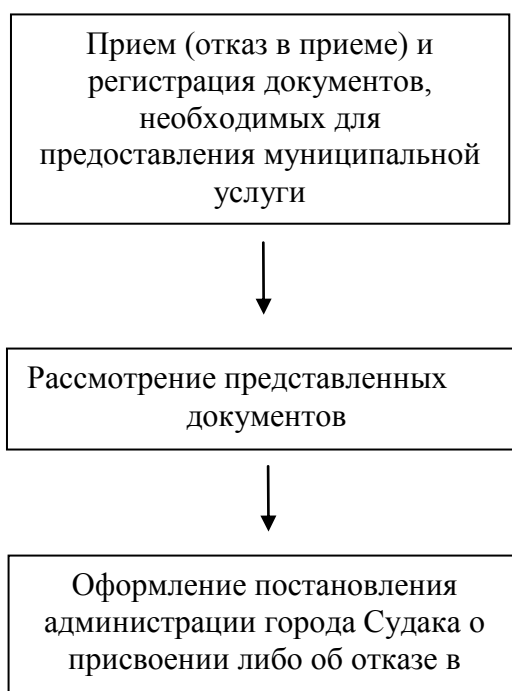 Прием (отказ в приеме) и
регистрация документов,
необходимых для
предоставления муниципальной
услуги
Рассмотрение представленных
документов
Оформление постановления
администрации города Судака о
присвоении либо об отказе в